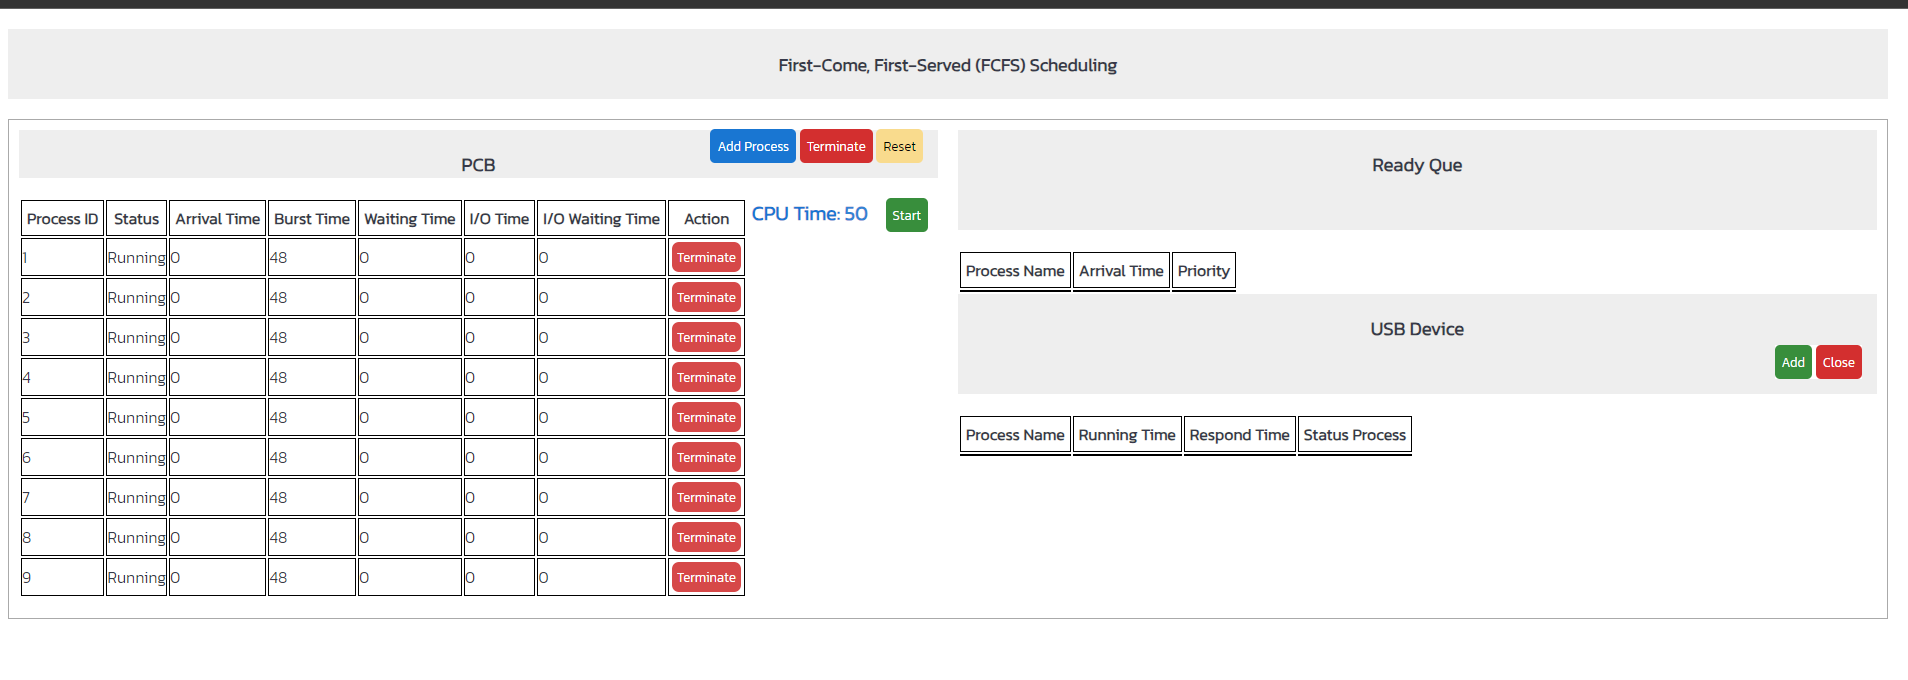 First-Come, First-Served (FCFS) Scheduling
PCB
Add Process Terminate Reset
Process ID Status Arrival Time Burst Time Waiting Time I/O Time I/O Waiting Time Action
1 Running 0 48 0 0 0 Terminate
2 Running 0 48 0 0 0 Terminate
3 Running 0 48 0 0 0 Terminate
4 Running 0 48 0 0 0 Terminate
5 Running 0 48 0 0 0 Terminate
6 Running 0 48 0 0 0 Terminate
7 Running 0 48 0 0 0 Terminate
8 Running 0 48 0 0 0 Terminate
9 Running 0 48 0 0 0 Terminate
CPU Time: 50 Start
Ready Que
Process Name Arrival Time Priority
USB Device
Add Close
Process Name Running Time Respond Time Status Process